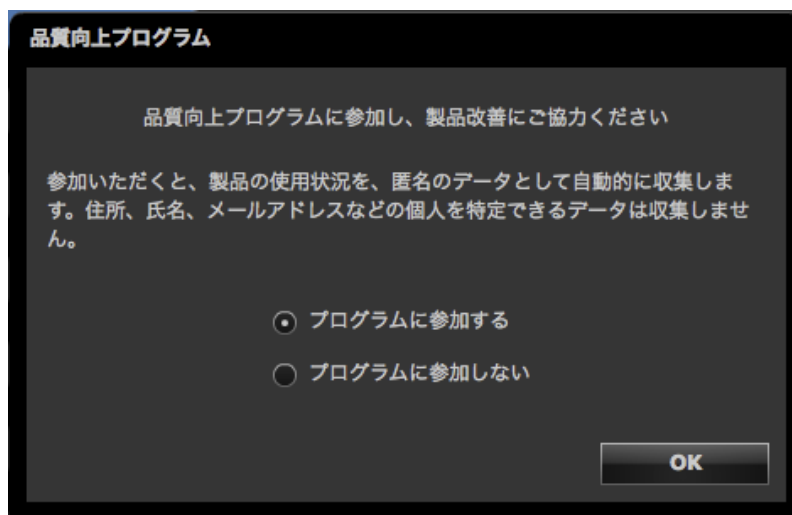 品質向上プログラム
品質向上プログラムに参加し、製品改善にご協力ください
参加いただくと、製品の使用状況を、匿名のデータとして自動的に収集しま
す。住所、氏名、メールアドレスなどの個人を特定できるデータは収集しませ
ん。
プログラムに参加する
プログラムに参加しない
OK